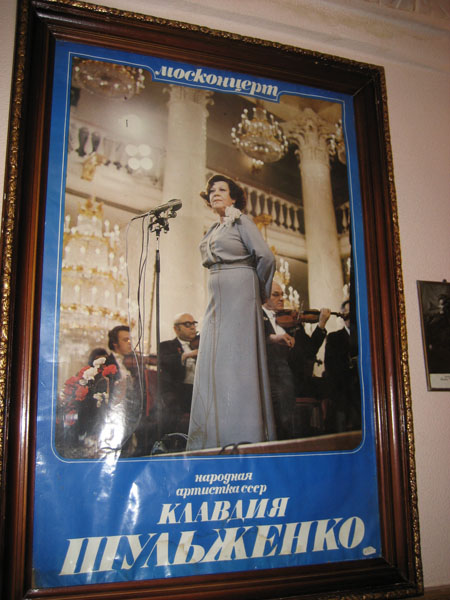 москонцерт
народная
артистка ссср
КЛАВДИЯ
ШУЛЬЖЕНКО